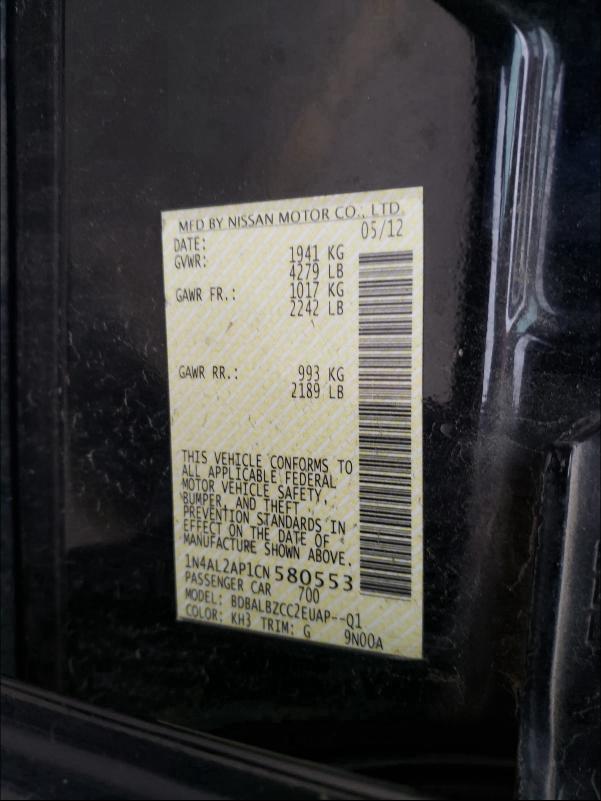 MFD BY NISSAN MOTOR CO., LTD.
DATE: 05/12
GVWR: 1941 KG
4279 LB
GAWR FR.: 1017 KG
2242 LB
GAWR RR.: 993 KG
2189 LB
THIS VEHICLE CONFORMS TO
ALL APPLICABLE FEDERAL
MOTOR VEHICLE SAFETY,
BUMPER, AND THEFT
PREVENTION STANDARDS IN
EFFECT ON THE DATE OF
MANUFACTURE SHOWN ABOVE.
1N4AL2AP1CN580553
PASSENGER CAR 700
MODEL: BDBALBZCC2EUAP--Q1
COLOR: KH3 TRIM: G 9N00A